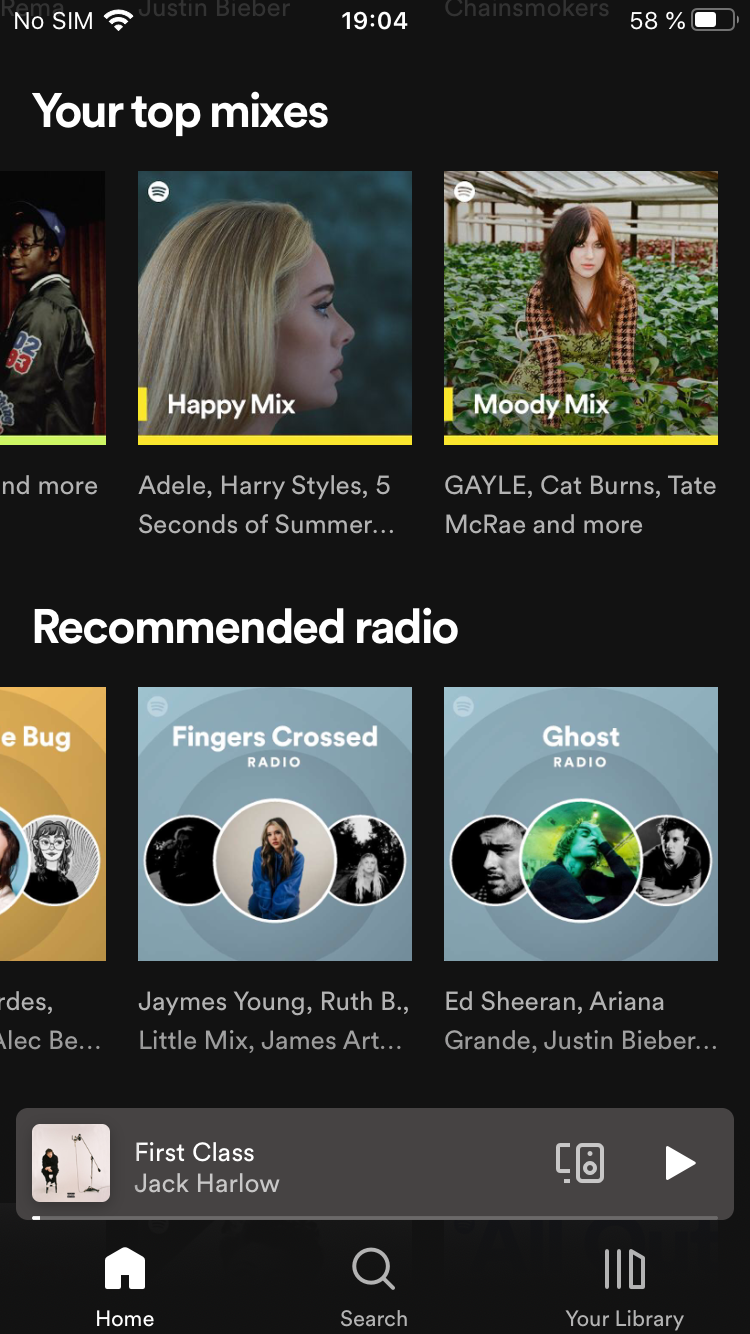 Rema
Justin Bieber
Chainsmokers
No SIM
19:04
58 %
Your top mixes
Happy Mix
Moody Mix
nd more
Adele, Harry Styles, 5
Seconds of Summer...
GAYLE, Cat Burns, Tate
McRae and more
Recommended radio
e Bug
Fingers Crossed
RADIO
Ghost
RADIO
rdes,
Alec Be...
Jaymes Young, Ruth B.,
Little Mix, James Art...
Ed Sheeran, Ariana
Grande, Justin Bieber...
First Class
Jack Harlow
Home
Search
Your Library